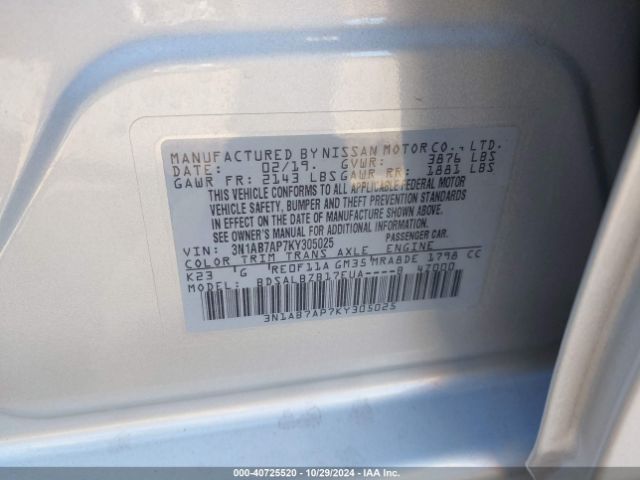 MANUFACTURED BY NISSAN MOTOR CO., LTD.
DATE: 02/19. GVWR: 3876 LBS
GAWR FR: 2143 LBS GAWR RR: 1881 LBS
THIS VEHICLE CONFORMS TO ALL APPLICABLE FEDERAL MOTOR
VEHICLE SAFETY, BUMPER AND THEFT PREVENTION STANDARDS
IN EFFECT ON THE DATE OF MANUFACTURE SHOWN ABOVE.
SEE OWNER'S MANUAL FOR ADDITIONAL INFORMATION
VIN: 3N1AB7AP7KY305025 PASSENGER CAR.
COLOR TRIM TRANS AXLE ENGINE
K23 G RE0F11A GM35 MRA8DE 1798 CC
MODEL: BDSALB7B17EUA----B 4Z000
3N1AB7AP7KY305025
000-40725520 | 10/29/2024 | IAA Inc.